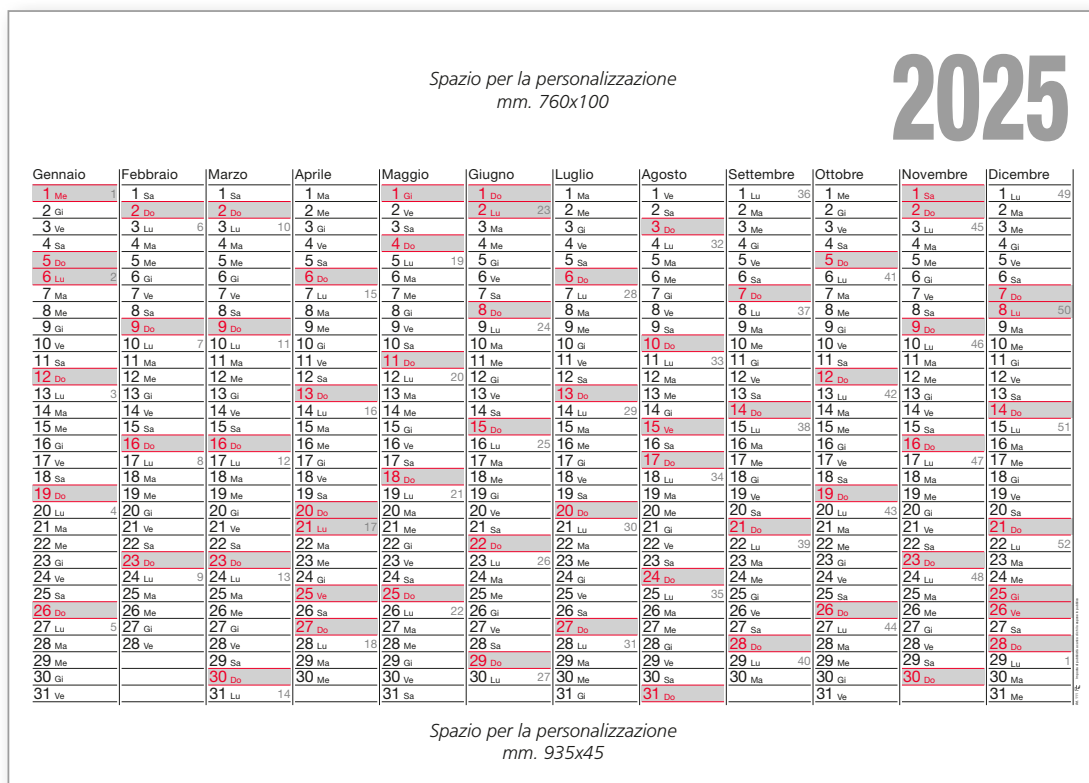 Spazio per la personalizzazione
mm. 760x100
2025
Gennaio Febbraio Marzo Aprile Maggio Giugno Luglio Agosto Settembre Ottobre Novembre Dicembre
1 Me 1 1 Sa 1 Sa 1 Ma 1 Gi 1 Do 1 Ma 1 Ve 1 Lu 36 1 Me 1 Sa 1 Lu 49
2 Gi 2 Do 2 Do 2 Me 2 Ve 2 Lu 23 2 Me 2 Sa 2 Ma 2 Gi 2 Do 2 Ma
3 Ve 3 Lu 6 3 Lu 10 3 Gi 3 Sa 3 Ma 3 Gi 3 Do 3 Me 3 Ve 3 Lu 45 3 Me
4 Sa 4 Ma 4 Ma 4 Ve 4 Do 4 Me 4 Ve 4 Lu 32 4 Gi 4 Sa 4 Ma 4 Gi
5 Do 5 Me 5 Me 5 Sa 5 Lu 19 5 Gi 5 Sa 5 Ma 5 Ve 5 Do 5 Me 5 Ve
6 Lu 2 6 Gi 6 Gi 6 Do 6 Ma 6 Ve 6 Do 6 Me 6 Sa 6 Lu 41 6 Gi 6 Sa
7 Ma 7 Ve 7 Ve 7 Lu 15 7 Me 7 Sa 7 Lu 28 7 Gi 7 Do 7 Ma 7 Ve 7 Do
8 Me 8 Sa 8 Sa 8 Ma 8 Gi 8 Do 8 Ma 8 Ve 8 Lu 37 8 Me 8 Sa 8 Lu 50
9 Gi 9 Do 9 Do 9 Me 9 Ve 9 Lu 24 9 Me 9 Sa 9 Ma 9 Gi 9 Do 9 Ma
10 Ve 10 Lu 7 10 Lu 11 10 Gi 10 Sa 10 Ma 10 Gi 10 Do 10 Me 10 Ve 10 Lu 46 10 Me
11 Sa 11 Ma 11 Ma 11 Ve 11 Do 11 Me 11 Ve 11 Lu 33 11 Gi 11 Sa 11 Ma 11 Gi
12 Do 12 Me 12 Me 12 Sa 12 Lu 20 12 Gi 12 Sa 12 Ma 12 Ve 12 Do 12 Me 12 Ve
13 Lu 3 13 Gi 13 Gi 13 Do 13 Ma 13 Ve 13 Do 13 Me 13 Sa 13 Lu 42 13 Gi 13 Sa
14 Ma 14 Ve 14 Ve 14 Lu 16 14 Me 14 Sa 14 Lu 29 14 Gi 14 Do 14 Ma 14 Ve 14 Do
15 Me 15 Sa 15 Sa 15 Ma 15 Gi 15 Do 15 Ma 15 Ve 15 Lu 38 15 Me 15 Sa 15 Lu 51
16 Gi 16 Do 16 Do 16 Me 16 Ve 16 Lu 25 16 Me 16 Sa 16 Ma 16 Gi 16 Do 16 Ma
17 Ve 17 Lu 8 17 Lu 12 17 Gi 17 Sa 17 Ma 17 Gi 17 Do 17 Me 17 Ve 17 Lu 47 17 Me
18 Sa 18 Ma 18 Ma 18 Ve 18 Do 18 Me 18 Ve 18 Lu 34 18 Gi 18 Sa 18 Ma 18 Gi
19 Do 19 Me 19 Me 19 Sa 19 Lu 21 19 Gi 19 Sa 19 Ma 19 Ve 19 Do 19 Me 19 Ve
20 Lu 4 20 Gi 20 Gi 20 Do 20 Ma 20 Ve 20 Do 20 Me 20 Sa 20 Lu 43 20 Gi 20 Sa
21 Ma 21 Ve 21 Ve 21 Lu 17 21 Me 21 Sa 21 Lu 30 21 Gi 21 Do 21 Ma 21 Ve 21 Do
22 Me 22 Sa 22 Sa 22 Ma 22 Gi 22 Do 22 Ma 22 Ve 22 Lu 39 22 Me 22 Sa 22 Lu 52
23 Gi 23 Do 23 Do 23 Me 23 Ve 23 Lu 26 23 Me 23 Sa 23 Ma 23 Gi 23 Do 23 Ma
24 Ve 24 Lu 9 24 Lu 13 24 Gi 24 Sa 24 Ma 24 Gi 24 Do 24 Me 24 Ve 24 Lu 48 24 Me
25 Sa 25 Ma 25 Ma 25 Ve 25 Do 25 Me 25 Ve 25 Lu 35 25 Gi 25 Sa 25 Ma 25 Gi
26 Do 26 Me 26 Me 26 Sa 26 Lu 22 26 Gi 26 Sa 26 Ma 26 Ve 26 Do 26 Me 26 Ve
27 Lu 5 27 Gi 27 Gi 27 Do 27 Ma 27 Ve 27 Do 27 Me 27 Sa 27 Lu 44 27 Gi 27 Sa
28 Ma 28 Ve 28 Ve 28 Lu 18 28 Me 28 Sa 28 Lu 31 28 Gi 28 Do 28 Ma 28 Ve 28 Do
29 Me 29 Sa 29 Ma 29 Gi 29 Do 29 Ma 29 Ve 29 Lu 40 29 Me 29 Sa 29 Lu 1
30 Gi 30 Do 30 Me 30 Ve 30 Lu 27 30 Me 30 Sa 30 Ma 30 Gi 30 Do 30 Ma
31 Ve 31 Lu 14 31 Sa 31 Gi 31 Do 31 Ve 31 Me
Spazio per la personalizzazione
mm. 935x45